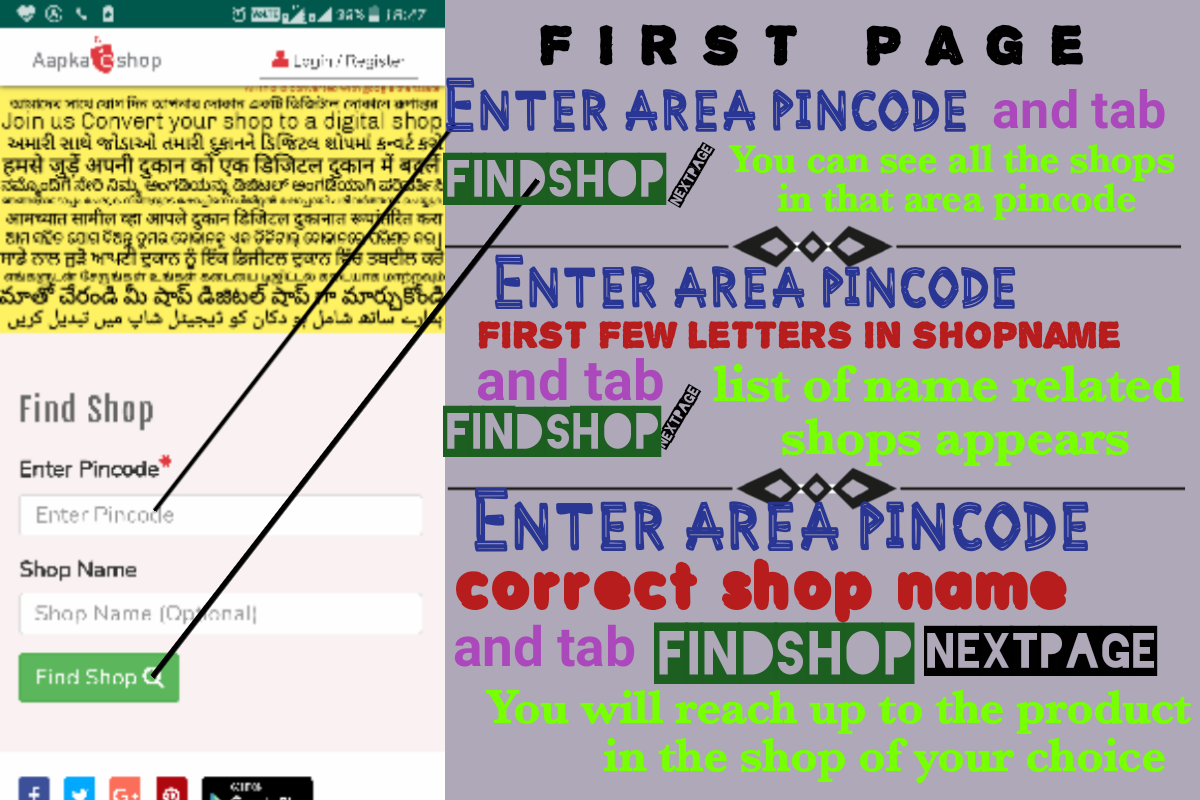 36% 18:27
Aapka e shop
Login / Register
Join us Convert your shop to a digital shop
અમારી સાથે જોડાઓ તમારી દુકાનને ડિજિટલ શોપમાં કન્વર્ટ કરો
हमसे जुड़ें अपनी दुकान को एक डिजिटल दुकान में बदलें
ನಮ್ಮೊಂದಿಗೆ ಸೇರಿ ನಿಮ್ಮ ಅಂಗಡಿಯನ್ನು ಡಿಜಿಟಲ್ ಅಂಗಡಿಯಾಗಿ
आमच्यात सामील व्हा आपले दुकान डिजिटल दुकानात रूपांतरित करा
ਸਾਡੇ ਨਾਲ ਜੁੜੋ ਆਪਣੀ ਦੁਕਾਨ ਨੂੰ ਇੱਕ ਡਿਜੀਟਲ ਦੁਕਾਨ ਵਿੱਚ ਤਬਦੀਲ ਕਰੋ
మాతో చేరండి మీ షాప్ డిజిటల్ షాప్ గా మార్చుకోండి
ہمارے ساتھ شامل ہو دکان کو ڈیجیٹل شاپ میں تبدیل کریں
Find Shop
Enter Pincode*
Enter Pincode
Shop Name
Shop Name (Optional)
Find Shop
FIRST PAGE
ENTER AREA PINCODE and tab
FINDSHOP NEXTPAGE You can see all the shops
in that area pincode
ENTER AREA PINCODE
FIRST FEW LETTERS IN SHOPNAME
and tab list of name related
FINDSHOP NEXTPAGE shops appears
ENTER AREA PINCODE
correct shop name
and tab FINDSHOP NEXTPAGE
You will reach up to the product
in the shop of your choice